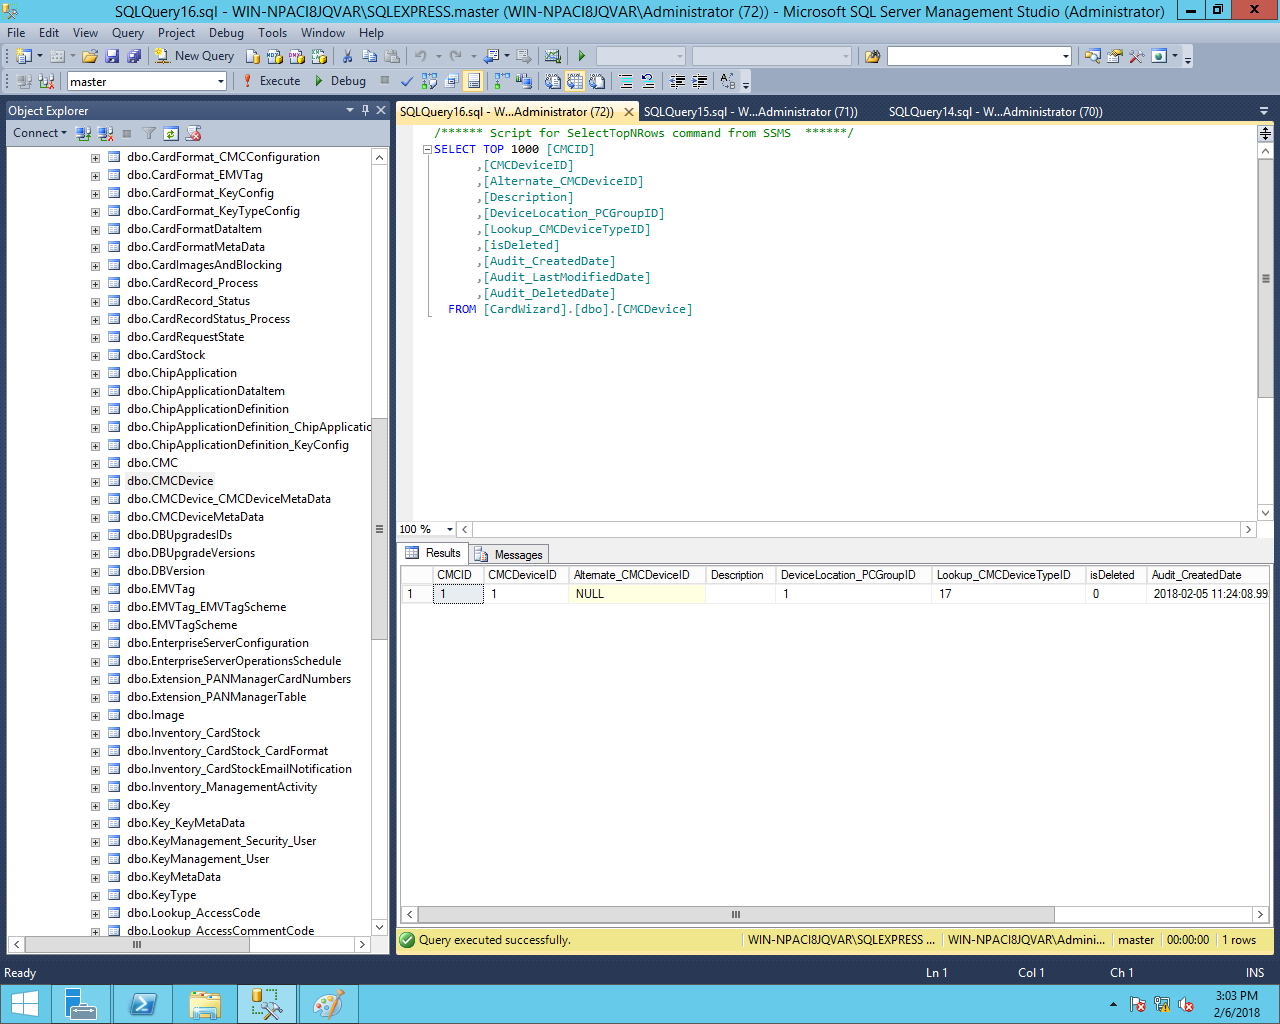 SQLQuery16.sql - WIN-NPACI8JQVAR\SQLEXPRESS.master (WIN-NPACI8JQVAR\Administrator (72)) - Microsoft SQL Server Management Studio (Administrator)
File Edit View Query Project Debug Tools Window Help
New Query
master Execute Debug
Object Explorer
Connect
dbo.CardFormat_CMCConfiguration
dbo.CardFormat_EMVTag
dbo.CardFormat_KeyConfig
dbo.CardFormat_KeyTypeConfig
dbo.CardFormatDataItem
dbo.CardFormatMetaData
dbo.CardImagesAndBlocking
dbo.CardRecord_Process
dbo.CardRecord_Status
dbo.CardRecordStatus_Process
dbo.CardRequestState
dbo.CardStock
dbo.ChipApplication
dbo.ChipApplicationDataItem
dbo.ChipApplicationDefinition
dbo.ChipApplicationDefinition_ChipApplicatio
dbo.ChipApplicationDefinition_KeyConfig
dbo.CMC
dbo.CMCDevice
dbo.CMCDevice_CMCDeviceMetaData
dbo.CMCDeviceMetaData
dbo.DBUpgradesIDs
dbo.DBUpgradeVersions
dbo.DBVersion
dbo.EMVTag
dbo.EMVTag_EMVTagScheme
dbo.EMVTagScheme
dbo.EnterpriseServerConfiguration
dbo.EnterpriseServerOperationsSchedule
dbo.Extension_PANManagerCardNumbers
dbo.Extension_PANManagerTable
dbo.Image
dbo.Inventory_CardStock
dbo.Inventory_CardStock_CardFormat
dbo.Inventory_CardStockEmailNotification
dbo.Inventory_ManagementActivity
dbo.Key
dbo.Key_KeyMetaData
dbo.KeyManagement_Security_User
dbo.KeyManagement_User
dbo.KeyMetaData
dbo.KeyType
dbo.Lookup_AccessCode
dbo.Lookup_AccessCommentCode
SQLQuery16.sql - W...Administrator (72)) SQLQuery15.sql - W...Administrator (71)) SQLQuery14.sql - W...Administrator (70))
/****** Script for SelectTopNRows command from SSMS ******/
SELECT TOP 1000 [CMCID]
,[CMCDeviceID]
,[Alternate_CMCDeviceID]
,[Description]
,[DeviceLocation_PCGroupID]
,[Lookup_CMCDeviceTypeID]
,[isDeleted]
,[Audit_CreatedDate]
,[Audit_LastModifiedDate]
,[Audit_DeletedDate]
FROM [CardWizard].[dbo].[CMCDevice]
100 %
Results Messages
CMCID CMCDeviceID Alternate_CMCDeviceID Description DeviceLocation_PCGroupID Lookup_CMCDeviceTypeID isDeleted Audit_CreatedDate
1 1 1 NULL 1 17 0 2018-02-05 11:24:08.99
Query executed successfully. WIN-NPACI8JQVAR\SQLEXPRESS ... WIN-NPACI8JQVAR\Admini... master 00:00:00 1 rows
Ready Ln 1 Col 1 Ch 1 INS
3:03 PM
2/6/2018